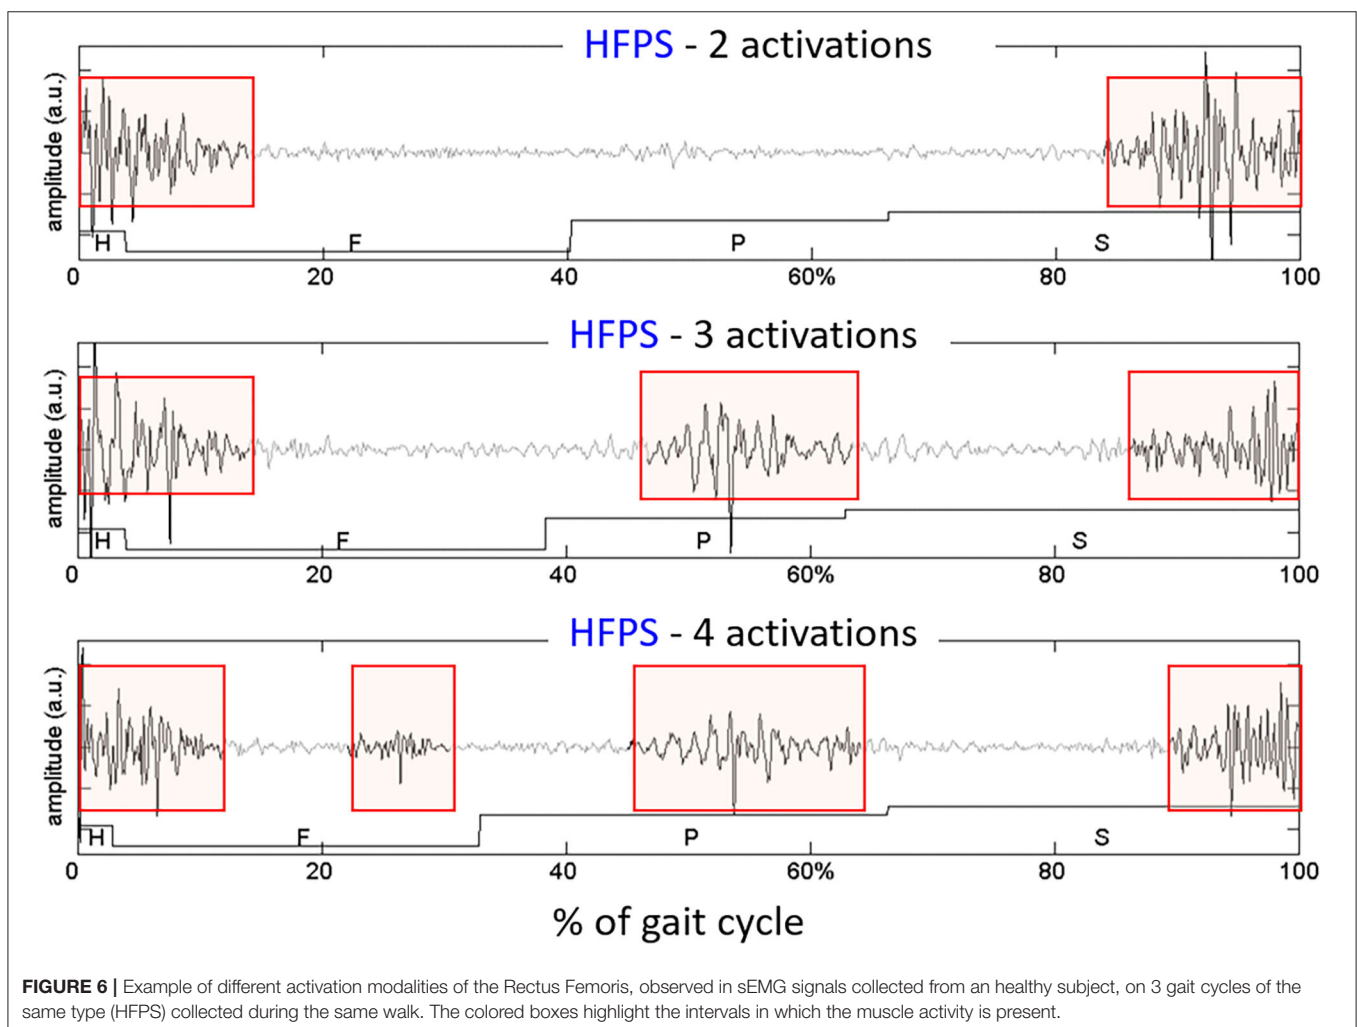 HFPS - 2 activations
amplitude (a.u.)
H F P S
0 20 40 60% 80 100
HFPS - 3 activations
amplitude (a.u.)
H F P S
0 20 40 60% 80 100
HFPS - 4 activations
amplitude (a.u.)
H F P S
0 20 40 60% 80 100
% of gait cycle
FIGURE 6 | Example of different activation modalities of the Rectus Femoris, observed in sEMG signals collected from an healthy subject, on 3 gait cycles of the
same type (HFPS) collected during the same walk. The colored boxes highlight the intervals in which the muscle activity is present.